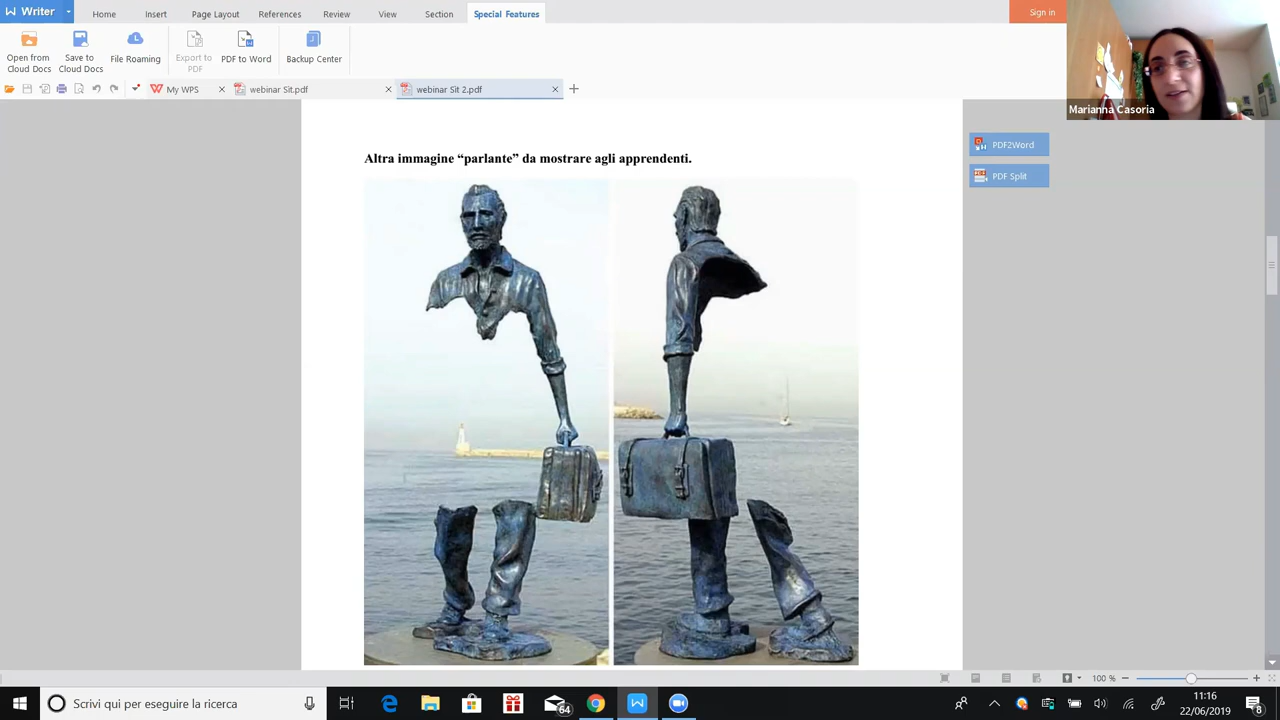 Writer
Home Insert Page Layout References Review View Section Special Features
Sign in
Open from Cloud Docs
Save to Cloud Docs
File Roaming
Export to PDF
PDF to Word
Backup Center
My WPS
webinar Sit.pdf
webinar Sit 2.pdf
Marianna Casoria
PDF2Word
PDF Split
Altra immagine “parlante” da mostrare agli apprendenti.
100 %
Scrivi qui per eseguire la ricerca
64
11:16
22/06/2019
8